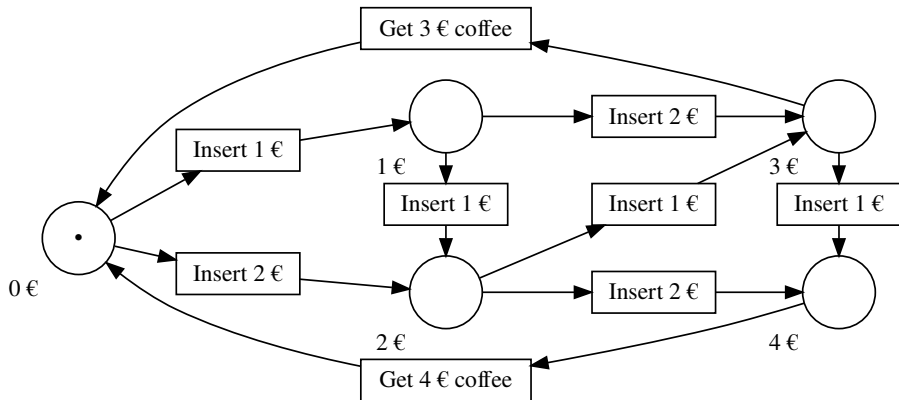 Get 3 € coffee
Insert 2 €
Insert 1 €
1 €
3 €
Insert 1 €
Insert 1 €
Insert 1 €
Insert 2 €
Insert 2 €
0 €
2 €
4 €
Get 4 € coffee